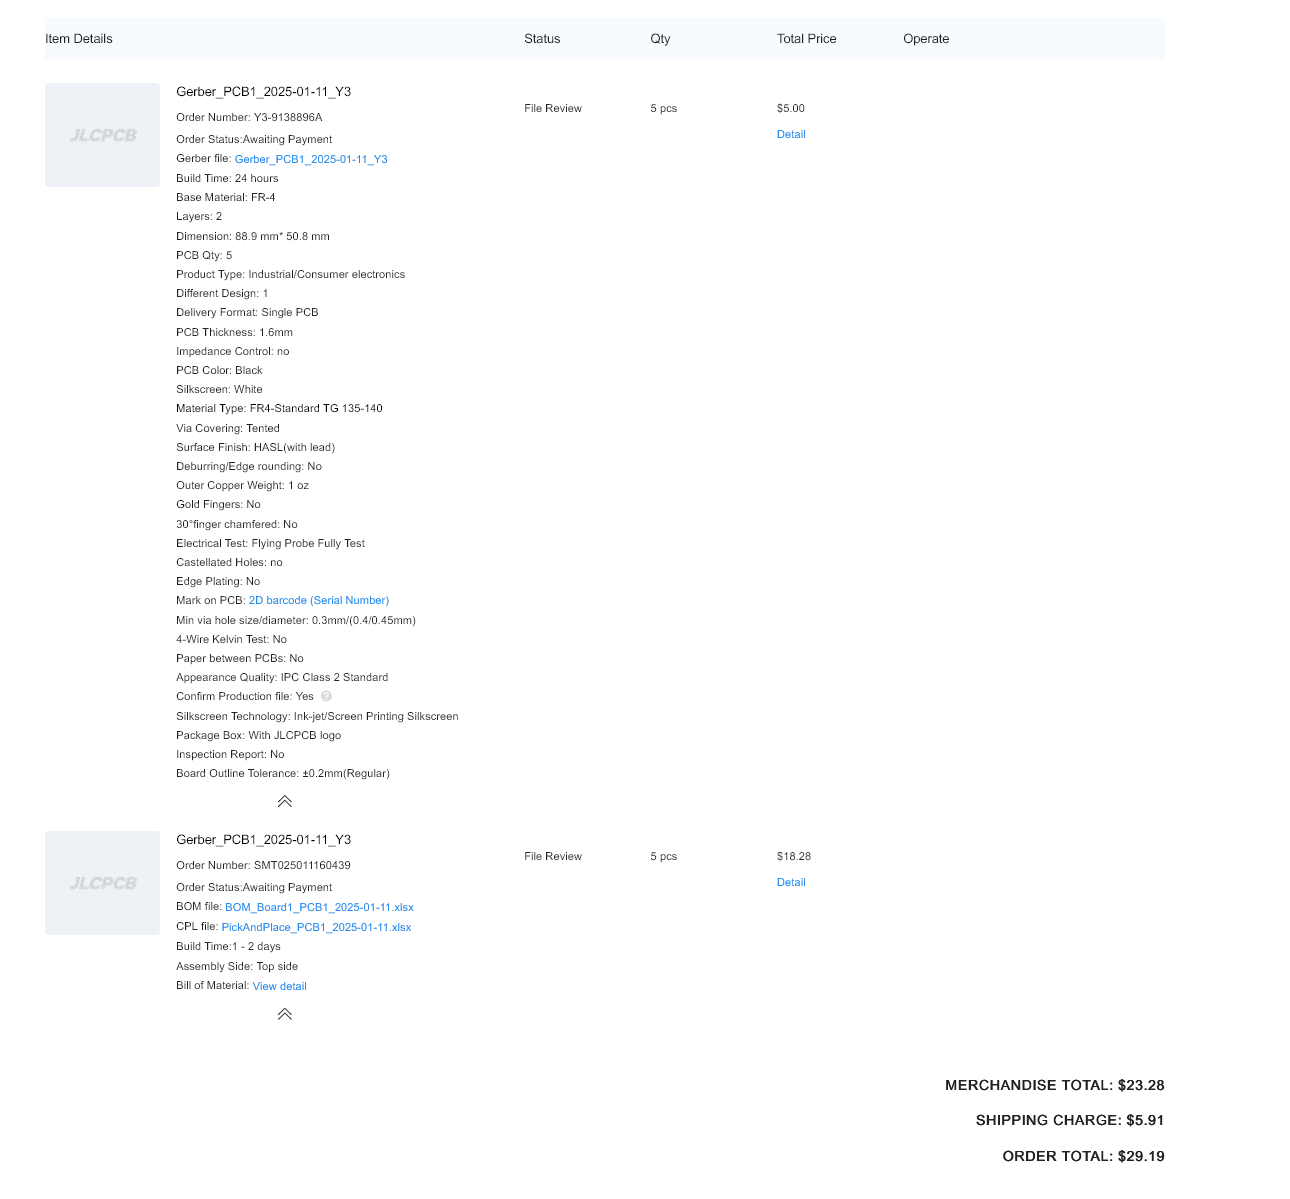 Item Details Status Qty Total Price Operate
JLCPCB
Gerber_PCB1_2025-01-11_Y3
Order Number: Y3-9138896A
File Review 5 pcs $5.00
Detail
Order Status:Awaiting Payment
Gerber file: Gerber_PCB1_2025-01-11_Y3
Build Time: 24 hours
Base Material: FR-4
Layers: 2
Dimension: 88.9 mm* 50.8 mm
PCB Qty: 5
Product Type: Industrial/Consumer electronics
Different Design: 1
Delivery Format: Single PCB
PCB Thickness: 1.6mm
Impedance Control: no
PCB Color: Black
Silkscreen: White
Material Type: FR4-Standard TG 135-140
Via Covering: Tented
Surface Finish: HASL(with lead)
Deburring/Edge rounding: No
Outer Copper Weight: 1 oz
Gold Fingers: No
30°finger chamfered: No
Electrical Test: Flying Probe Fully Test
Castellated Holes: no
Edge Plating: No
Mark on PCB: 2D barcode (Serial Number)
Min via hole size/diameter: 0.3mm/(0.4/0.45mm)
4-Wire Kelvin Test: No
Paper between PCBs: No
Appearance Quality: IPC Class 2 Standard
Confirm Production file: Yes ?
Silkscreen Technology: Ink-jet/Screen Printing Silkscreen
Package Box: With JLCPCB logo
Inspection Report: No
Board Outline Tolerance: ±0.2mm(Regular)
JLCPCB
Gerber_PCB1_2025-01-11_Y3
Order Number: SMT025011160439
File Review 5 pcs $18.28
Detail
Order Status:Awaiting Payment
BOM file: BOM_Board1_PCB1_2025-01-11.xlsx
CPL file: PickAndPlace_PCB1_2025-01-11.xlsx
Build Time:1 - 2 days
Assembly Side: Top side
Bill of Material: View detail
MERCHANDISE TOTAL: $23.28
SHIPPING CHARGE: $5.91
ORDER TOTAL: $29.19